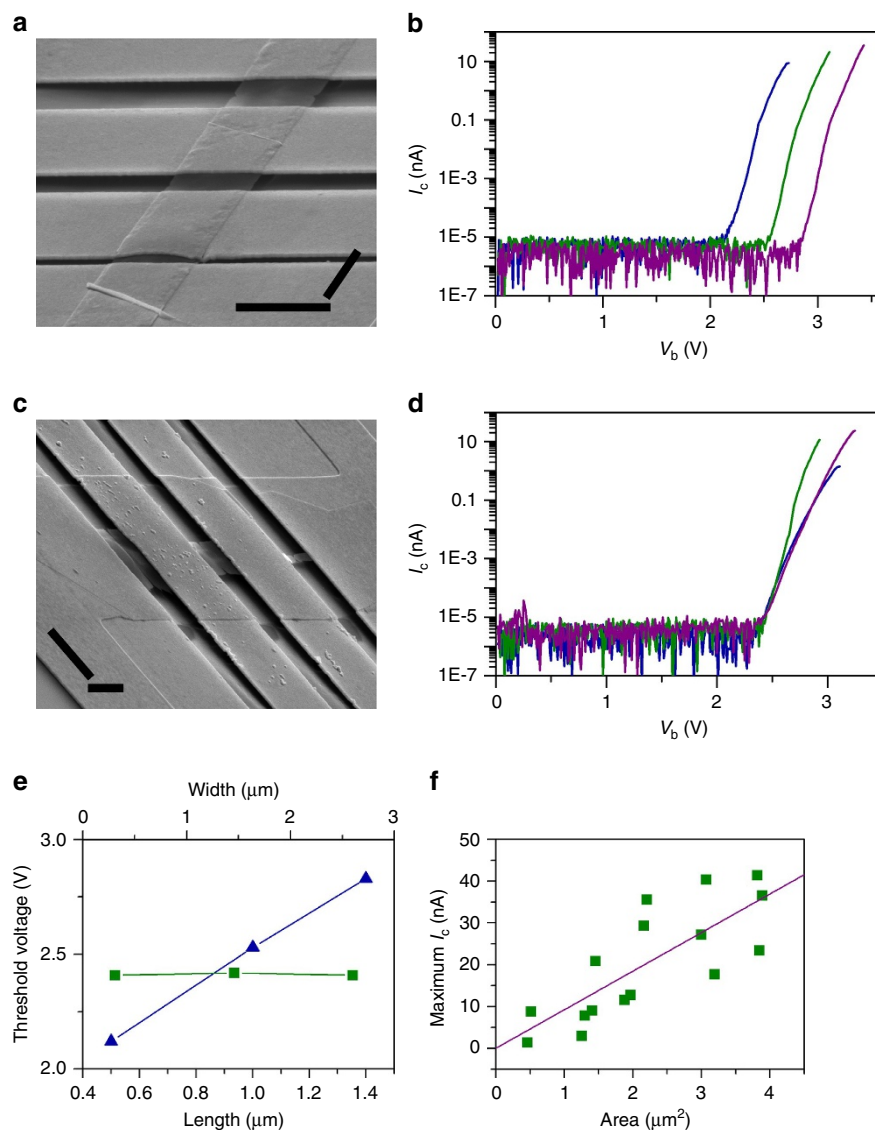 a
b
10
0.1
1E-3
1E-5
1E-7
I_c (nA)
0 1 2 3
V_b (V)
c
d
10
0.1
1E-3
1E-5
1E-7
I_c (nA)
0 1 2 3
V_b (V)
e
Width (μm)
0 1 2 3
3.0
2.5
2.0
Threshold voltage (V)
0.4 0.6 0.8 1.0 1.2 1.4
Length (μm)
f
50
40
30
20
10
0
Maximum I_c (nA)
0 1 2 3 4
Area (μm²)